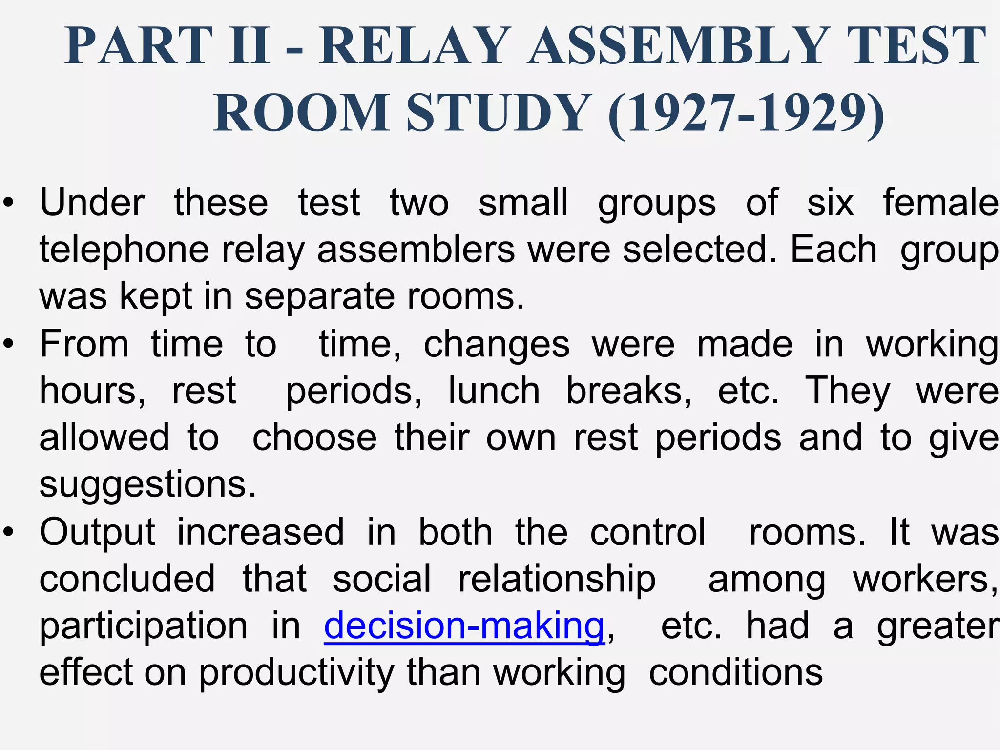 PART II - RELAY ASSEMBLY TEST
ROOM STUDY (1927-1929)
• Under these test two small groups of six female
telephone relay assemblers were selected. Each group
was kept in separate rooms.
• From time to time, changes were made in working
hours, rest periods, lunch breaks, etc. They were
allowed to choose their own rest periods and to give
suggestions.
• Output increased in both the control rooms. It was
concluded that social relationship among workers,
participation in decision-making, etc. had a greater
effect on productivity than working conditions